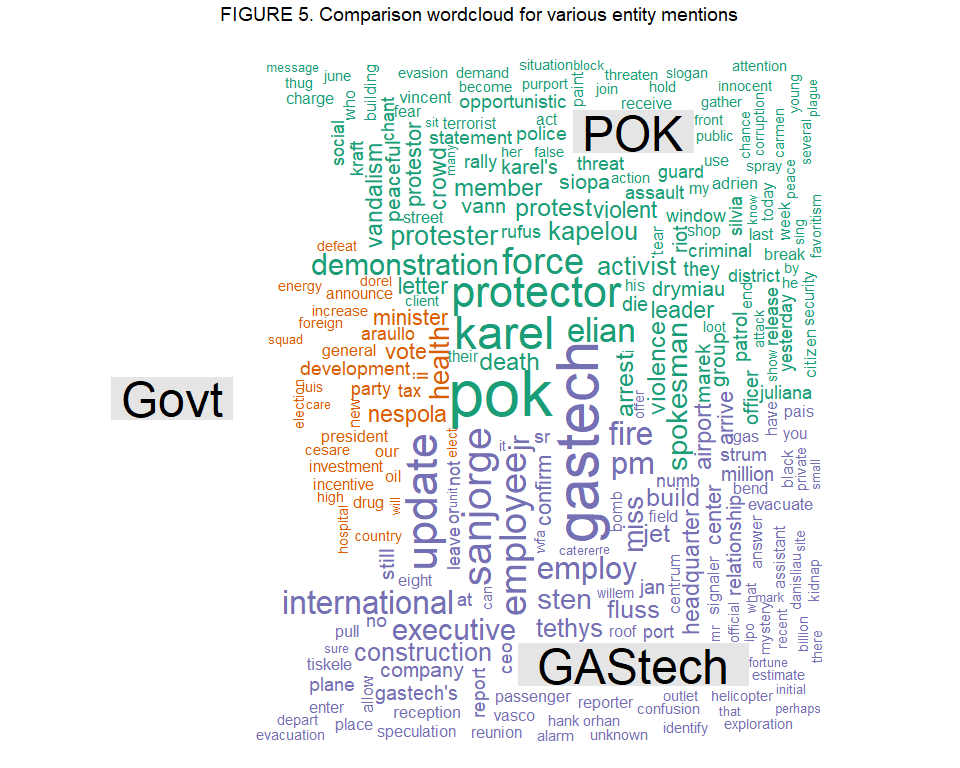 FIGURE 5. Comparison wordcloud for various entity mentions
message thug june charge who building evasion demand situation block threaten slogan attention
become purport paint join hold innocent young plague
vincent fear opportunistic receive gather
chant sit terrorist act POK front public chance corruption carmen several
social kraft peaceful protestor statement police
crowd many her false rally karel's threat guard use spray peace
vandalism member siopa action assault my adrien
street vann protest violent window silvia know today week sing favoritism
protester rufus kapelou tear riot shop last
defeat demonstration force activist they criminal break
energy dorel announce letter client protector his die drymiau district by he
increase foreign minister karel elian leader end release security
squad araullo health their death violence loot patrol attack show yesterday citizen
general vote development ill pok gastech arrest offer spokesman marek group officer juliana
Govt
election luis care new party tax nespola
president cesare our update sanjorge employee jr sr fire airport arrive gas have pais you
investment oil not elect it confirm pm strum
incentive million black private small
high drug will leave or unit bomb miss numb build bend
hospital country still wfa field jet headquarter center relationship evacuate
eight can catererre employ centrum signaler answer assistant site
international at sten willem jan official what danisliau kidnap
no fluss mark
pull executive tethys roof port mr ipo mystery recent billion there
sure construction ceo GAStech fortune
tiskele company estimate
plane allow gastech's report passenger reporter outlet helicopter initial
enter reception vasco confusion that perhaps
depart place speculation reunion hank orhan identify exploration
evacuation alarm unknown